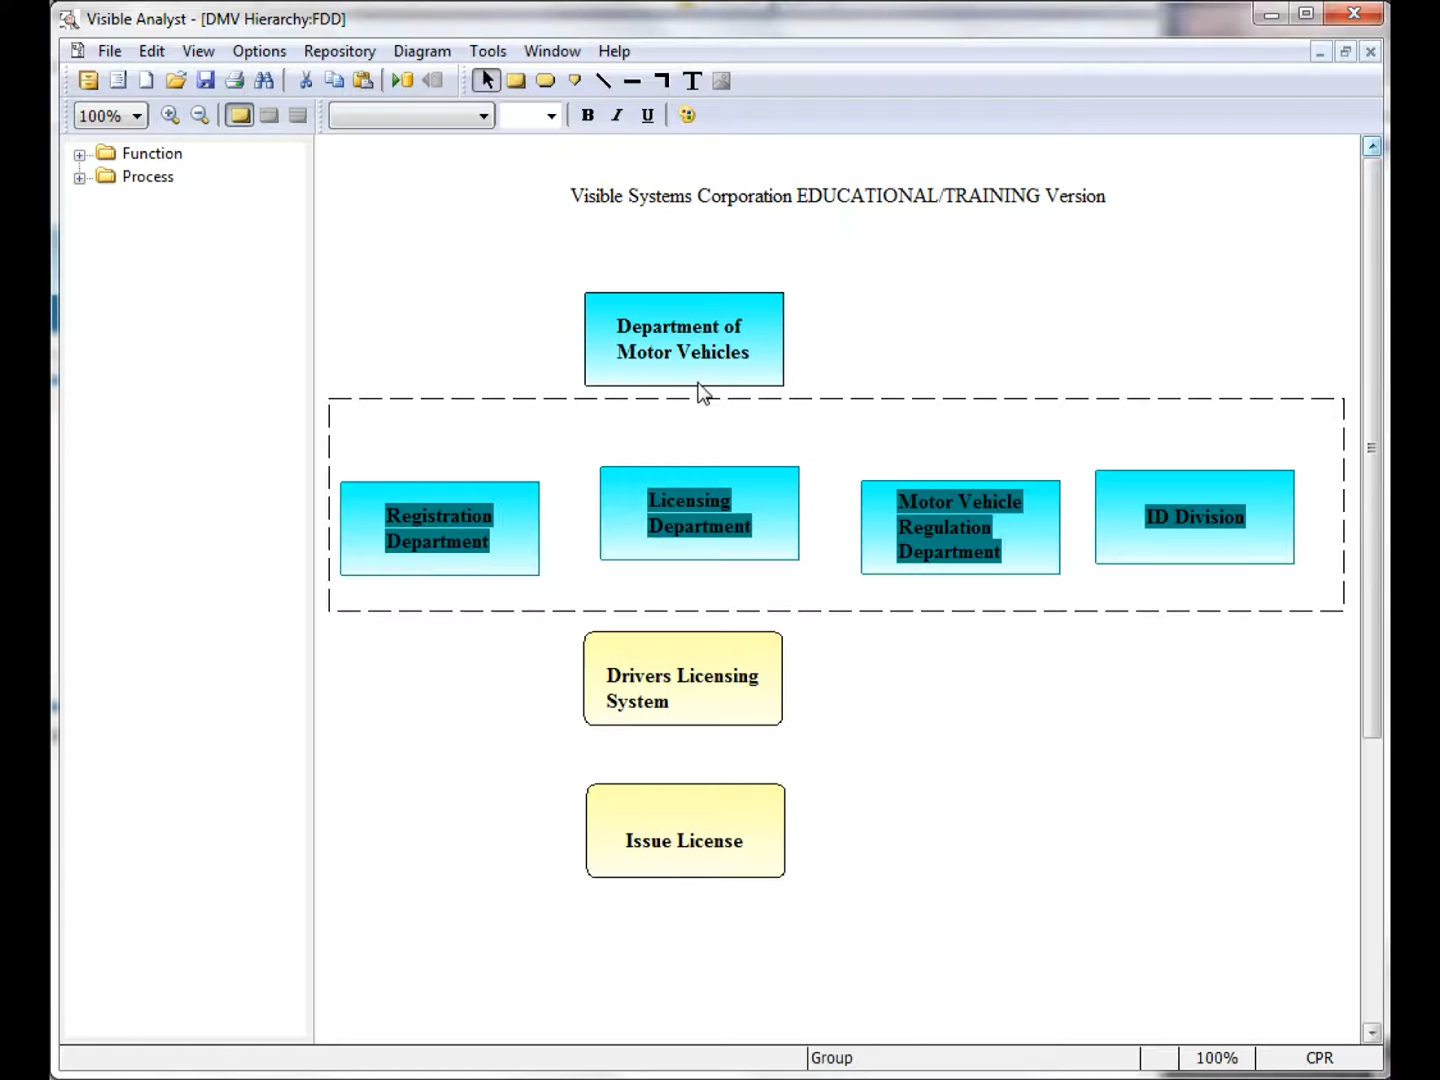 Visible Analyst - [DMV Hierarchy:FDD]
File Edit View Options Repository Diagram Tools Window Help
100% B I U
Function
Process
Visible Systems Corporation EDUCATIONAL/TRAINING Version
Department of
Motor Vehicles
Registration
Department
Licensing
Department
Motor Vehicle
Regulation
Department
ID Division
Drivers Licensing
System
Issue License
Group 100% CPR